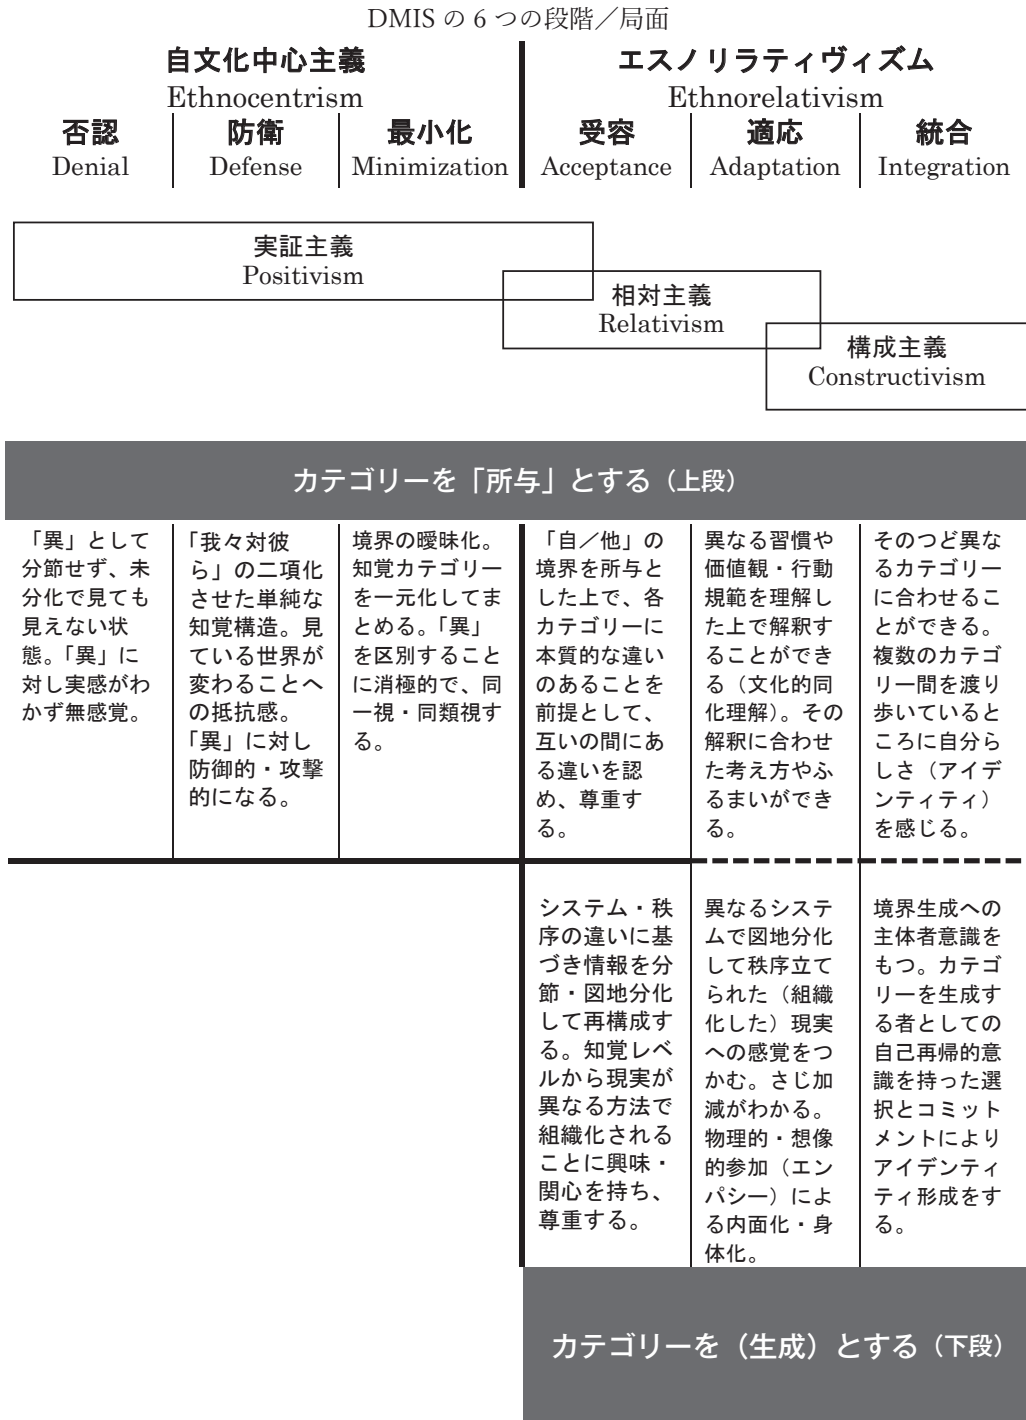 DMIS の 6 つの段階／局面
自文化中心主義
Ethnocentrism
エスノリラティヴィズム
Ethnorelativism
否認
Denial
防衛
Defense
最小化
Minimization
受容
Acceptance
適応
Adaptation
統合
Integration
実証主義
Positivism
相対主義
Relativism
構成主義
Constructivism
カテゴリーを「所与」とする（上段）
「異」として
分節せず、未
分化で見ても
見えない状
態。「異」に
対し実感がわ
かず無感覚。
「我々対彼
ら」の二項化
させた単純な
知覚構造。見
ている世界が
変わることへ
の抵抗感。
「異」に対し
防御的・攻撃
的になる。
境界の曖昧化。
知覚カテゴリー
を一元化してま
とめる。「異」
を区別すること
に消極的で、同
一視・同類視す
る。
「自／他」の
境界を所与と
した上で、各
カテゴリーに
本質的な違い
のあることを
前提として、
互いの間にあ
る違いを認
め、尊重す
る。
異なる習慣や
価値観・行動
規範を理解し
た上で解釈す
ることができ
る（文化的同
化理解）。その
解釈に合わせ
た考え方やふ
るまいができ
る。
そのつど異な
るカテゴリー
に合わせるこ
とができる。
複数のカテゴ
リー間を渡り
歩いていると
ころに自分ら
しさ（アイデ
ンティティ）
を感じる。
システム・秩
序の違いに基
づき情報を分
節・図地分化
して再構成す
る。知覚レベ
ルから現実が
異なる方法で
組織化される
ことに興味・
関心を持ち、
尊重する。
異なるシステ
ムで図地分化
して秩序立て
られた（組織
化した）現実
への感覚をつ
かむ。さじ加
減がわかる。
物理的・想像
的参加（エン
パシー）によ
る内面化・身
体化。
境界生成への
主体者意識を
もつ。カテゴ
リーを生成す
る者としての
自己再帰的意
識を持った選
択とコミット
メントにより
アイデンティ
ティ形成をす
る。
カテゴリーを（生成）とする（下段）